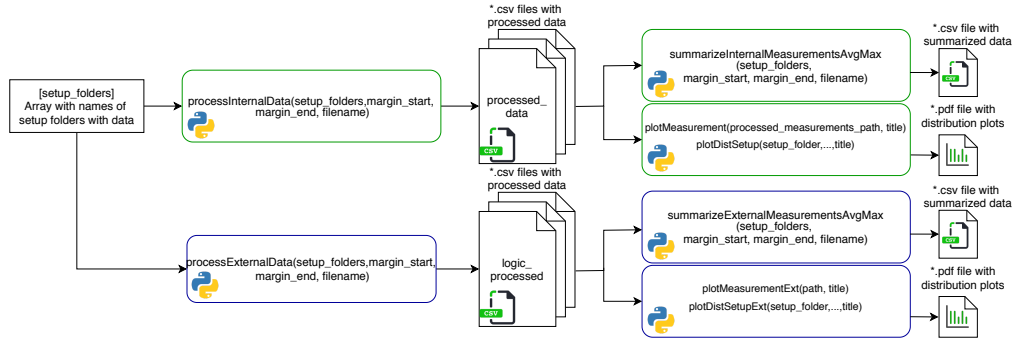 [setup_folders]
Array with names of
setup folders with data
processInternalData(setup_folders,margin_start,
margin_end, filename)
*.csv files with
processed data
processed_
data
CSV
summarizeInternalMeasurementsAvgMax
(setup_folders,
margin_start, margin_end, filename)
*.csv file with
summarized data
CSV
plotMeasurement(processed_measurements_path, title)
plotDistSetup(setup_folder,...,title)
*.pdf file with
distribution plots
processExternalData(setup_folders,margin_start,
margin_end, filename)
*.csv files with
processed data
logic_
processed
CSV
summarizeExternalMeasurementsAvgMax
(setup_folders,
margin_start, margin_end, filename)
*.csv file with
summarized data
CSV
plotMeasurementExt(path, title)
plotDistSetupExt(setup_folder,...,title)
*.pdf file with
distribution plots